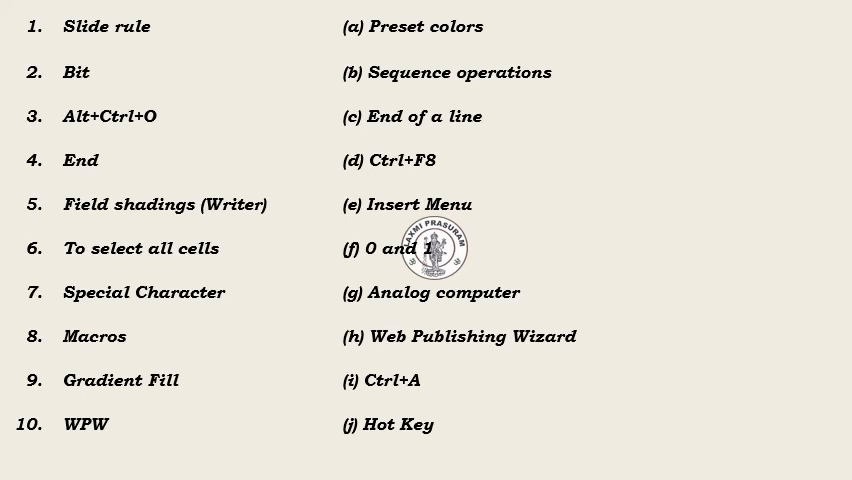 1. Slide rule (a) Preset colors
2. Bit (b) Sequence operations
3. Alt+Ctrl+O (c) End of a line
4. End (d) Ctrl+F8
5. Field shadings (Writer) (e) Insert Menu
6. To select all cells (f) 0 and 1
LAXMI PRASURAM
7. Special Character (g) Analog computer
8. Macros (h) Web Publishing Wizard
9. Gradient Fill (i) Ctrl+A
10. WPW (j) Hot Key